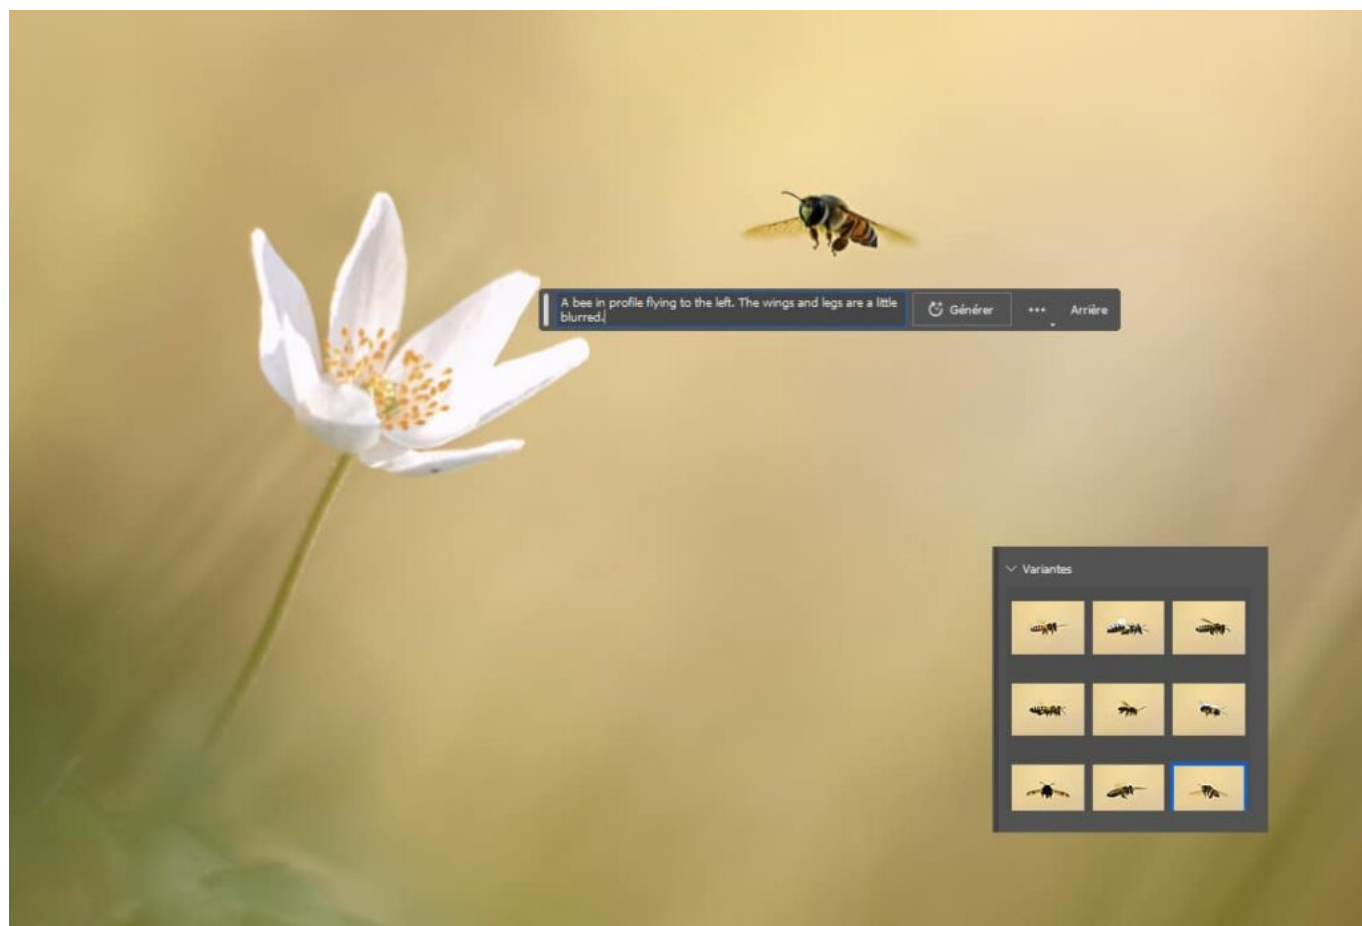 A bee in profile flying to the left. The wings and legs are a little
blurred.
Générer
Arrière
Variantes